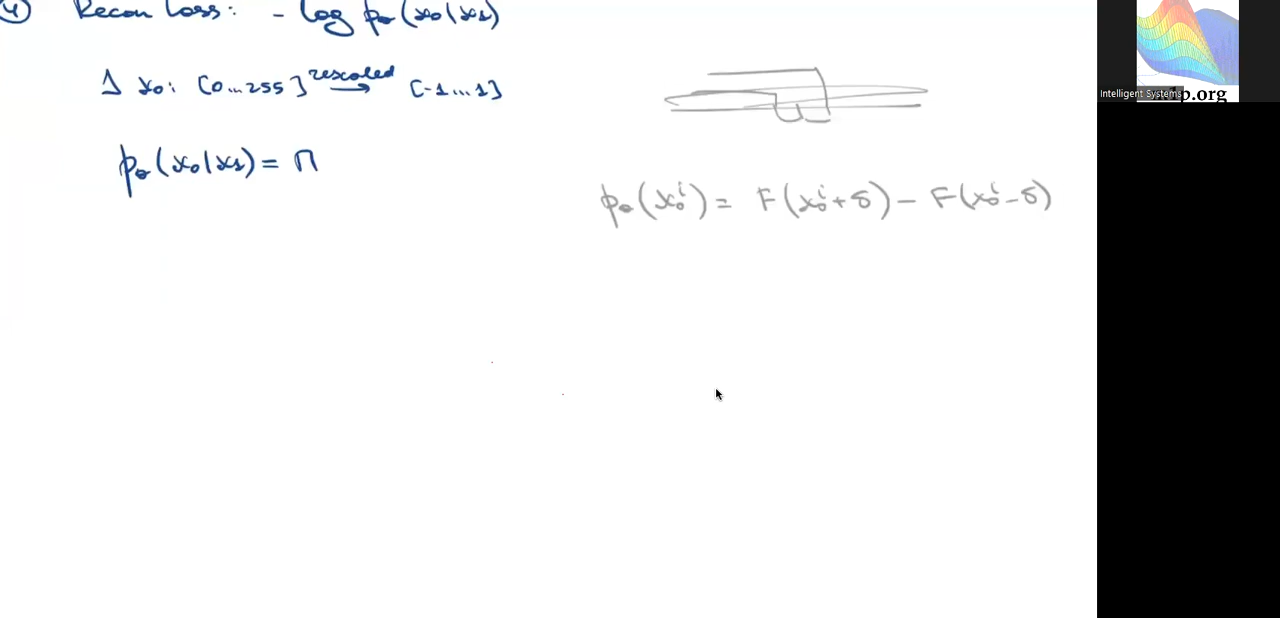 ④ Recon Loss: - log pθ(x₀|x₁)
Δ x₀: [0...255] rescaled → [-1...1]
pθ(x₀|x₁) = Π
pθ(x₀ⁱ) = F(x₀ⁱ+δ) - F(x₀ⁱ-δ)
Intelligent Systems
p.org